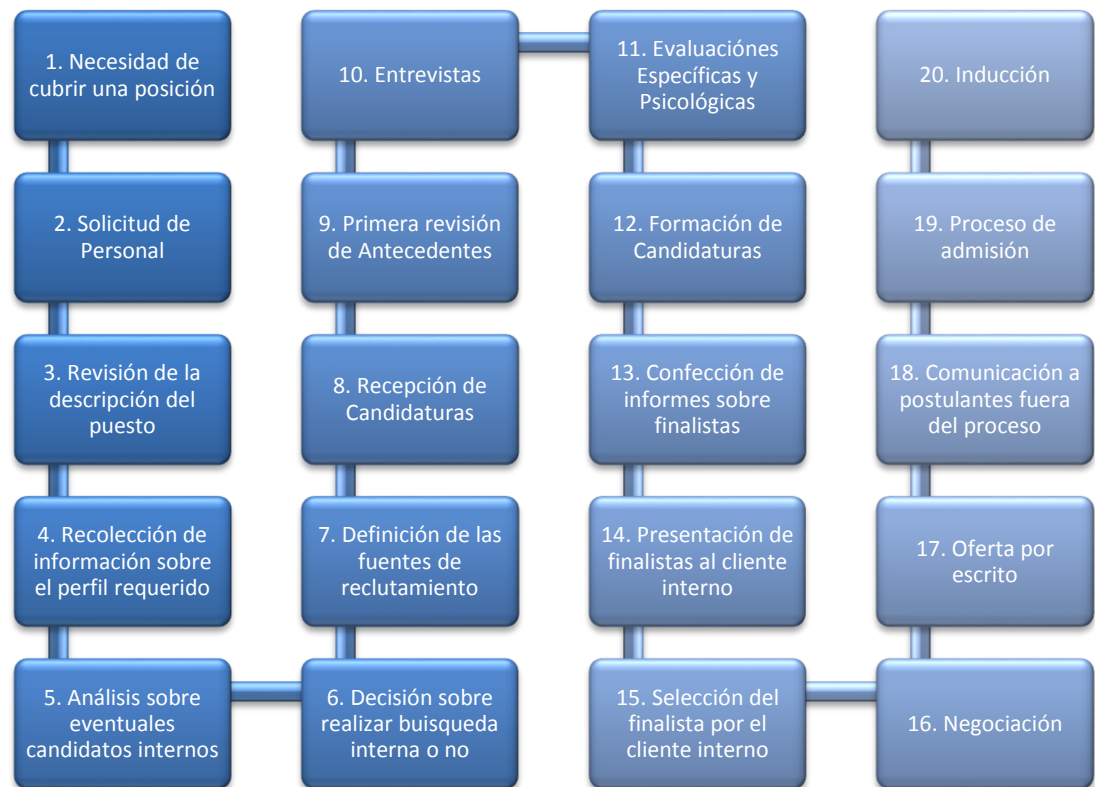 1. Necesidad de
cubrir una posición
2. Solicitud de
Personal
3. Revisión de la
descripción del
puesto
4. Recolección de
información sobre
el perfil requerido
5. Análisis sobre
eventuales
candidatos internos
6. Decisión sobre
realizar buisqueda
interna o no
7. Definición de las
fuentes de
reclutamiento
8. Recepción de
Candidaturas
9. Primera revisión
de Antecedentes
10. Entrevistas
11. Evaluaciónes
Específicas y
Psicológicas
12. Formación de
Candidaturas
13. Confección de
informes sobre
finalistas
14. Presentación de
finalistas al cliente
interno
15. Selección del
finalista por el
cliente interno
16. Negociación
17. Oferta por
escrito
18. Comunicación a
postulantes fuera
del proceso
19. Proceso de
admisión
20. Inducción